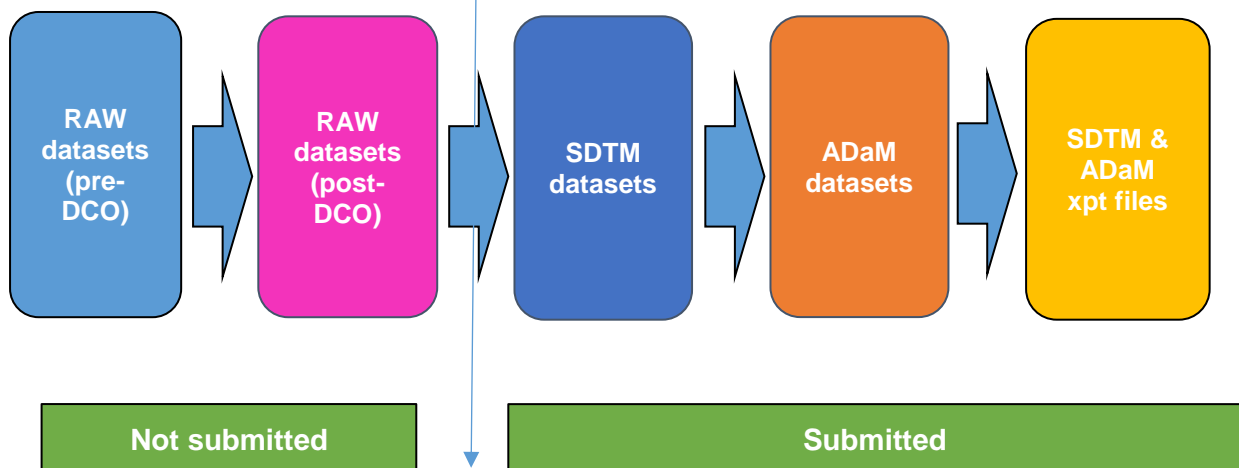 RAW
datasets
(pre-
DCO)
RAW
datasets
(post-
DCO)
SDTM
datasets
ADaM
datasets
SDTM &
ADaM
xpt files
Not submitted
Submitted